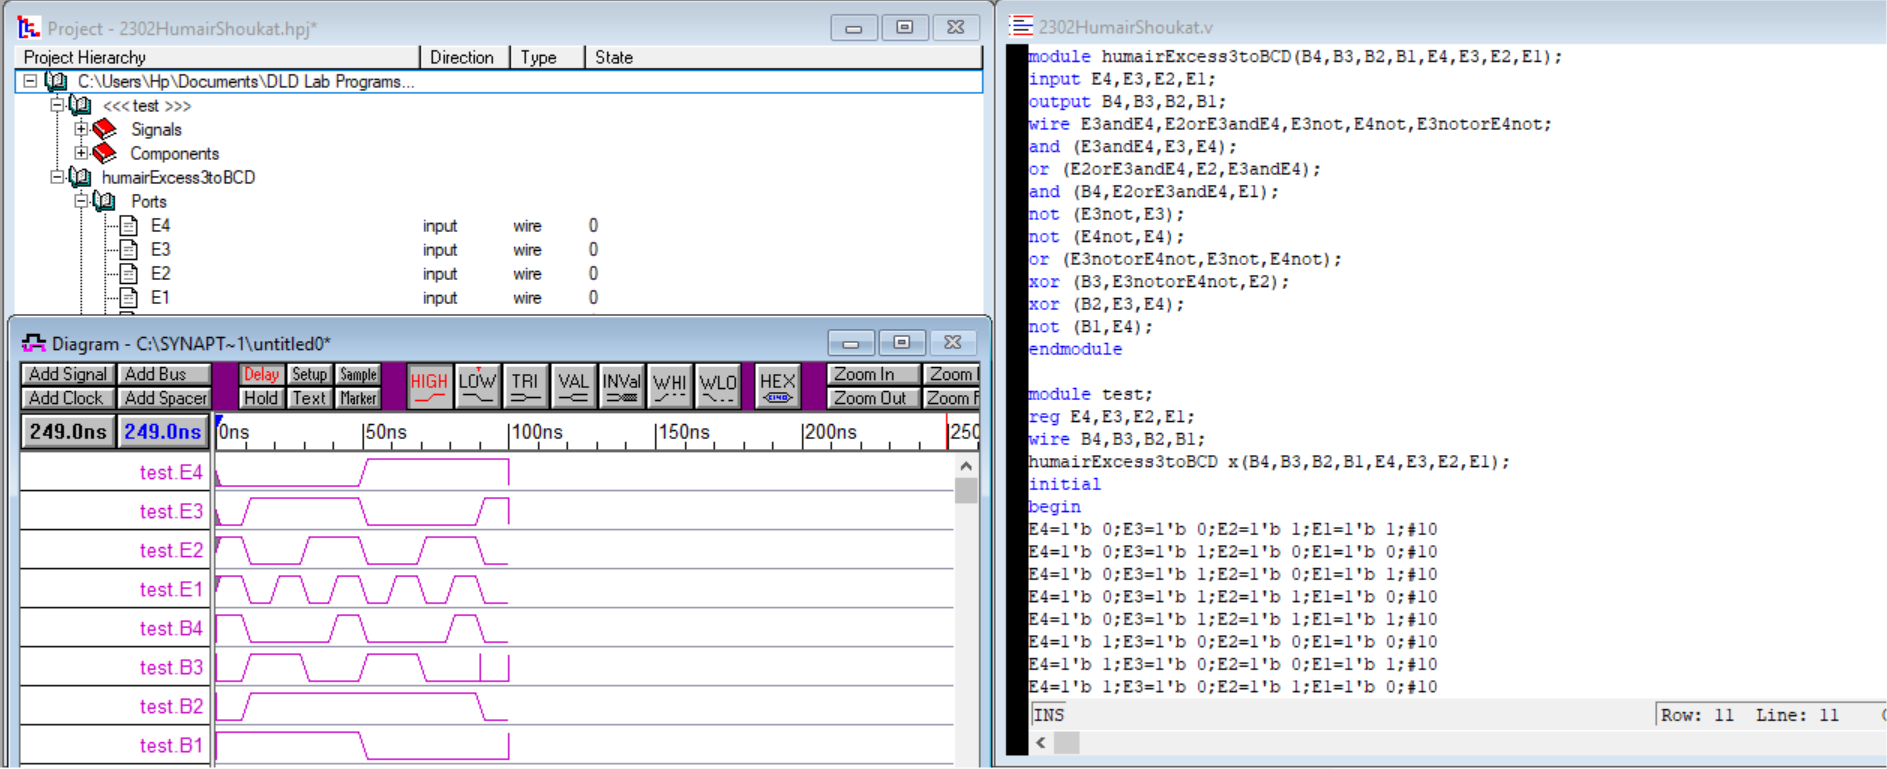 Project - 2302HumairShoukat.hpj*
Project Hierarchy Direction Type State
C:\Users\Hp\Documents\DLD Lab Programs...
<<< test >>>
Signals
Components
humairExcess3toBCD
Ports
E4 input wire 0
E3 input wire 0
E2 input wire 0
E1 input wire 0
Diagram - C:\SYNAPT~1\untitled0*
Add Signal Add Bus Delay Setup Sample HIGH LOW TRI VAL INVal WHI WLO HEX Zoom In Zoom
Add Clock Add Spacer Hold Text Marker Zoom Out Zoom F
249.0ns 249.0ns 0ns 50ns 100ns 150ns 200ns 250
test.E4
test.E3
test.E2
test.E1
test.B4
test.B3
test.B2
test.B1
2302HumairShoukat.v
module humairExcess3toBCD(B4,B3,B2,B1,E4,E3,E2,E1);
input E4,E3,E2,E1;
output B4,B3,B2,B1;
wire E3andE4,E2orE3andE4,E3not,E4not,E3notorE4not;
and (E3andE4,E3,E4);
or (E2orE3andE4,E2,E3andE4);
and (B4,E2orE3andE4,E1);
not (E3not,E3);
not (E4not,E4);
or (E3notorE4not,E3not,E4not);
xor (B3,E3notorE4not,E2);
xor (B2,E3,E4);
not (B1,E4);
endmodule
module test;
reg E4,E3,E2,E1;
wire B4,B3,B2,B1;
humairExcess3toBCD x(B4,B3,B2,B1,E4,E3,E2,E1);
initial
begin
E4=1'b 0;E3=1'b 0;E2=1'b 1;E1=1'b 1;#10
E4=1'b 0;E3=1'b 1;E2=1'b 0;E1=1'b 0;#10
E4=1'b 0;E3=1'b 1;E2=1'b 0;E1=1'b 1;#10
E4=1'b 0;E3=1'b 1;E2=1'b 1;E1=1'b 0;#10
E4=1'b 0;E3=1'b 1;E2=1'b 1;E1=1'b 1;#10
E4=1'b 1;E3=1'b 0;E2=1'b 0;E1=1'b 0;#10
E4=1'b 1;E3=1'b 0;E2=1'b 0;E1=1'b 1;#10
E4=1'b 1;E3=1'b 0;E2=1'b 1;E1=1'b 0;#10
INS Row: 11 Line: 11